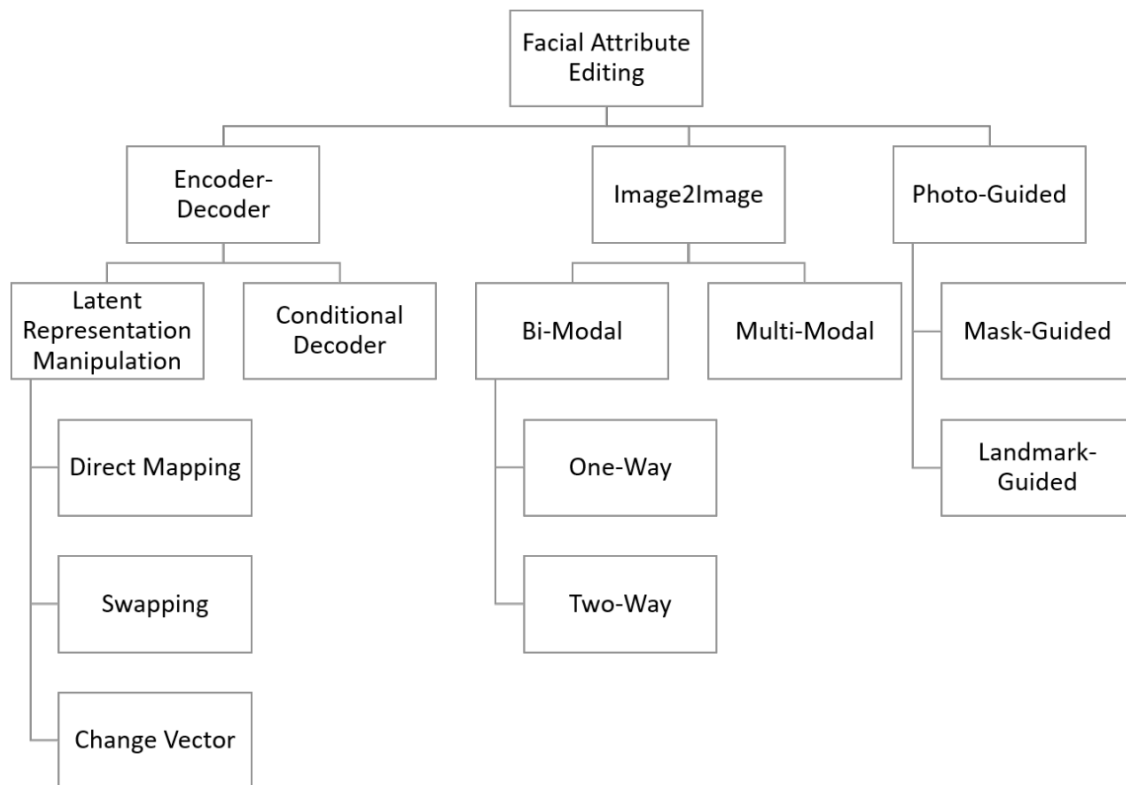 Facial Attribute
Editing
Encoder-
Decoder
Image2Image
Photo-Guided
Latent
Representation
Manipulation
Conditional
Decoder
Bi-Modal
Multi-Modal
Mask-Guided
Direct Mapping
One-Way
Landmark-
Guided
Swapping
Two-Way
Change Vector